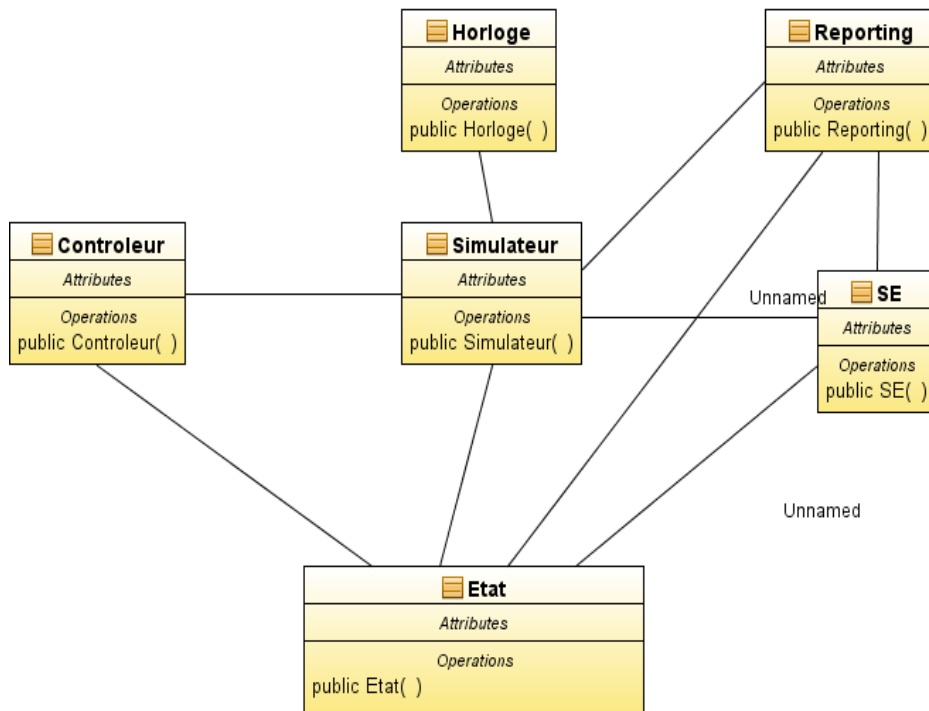 Horloge
Attributes
Operations
public Horloge( )
Reporting
Attributes
Operations
public Reporting( )
Controleur
Attributes
Operations
public Controleur( )
Simulateur
Attributes
Operations
public Simulateur( )
Unnamed
SE
Attributes
Operations
public SE( )
Unnamed
Etat
Attributes
Operations
public Etat( )